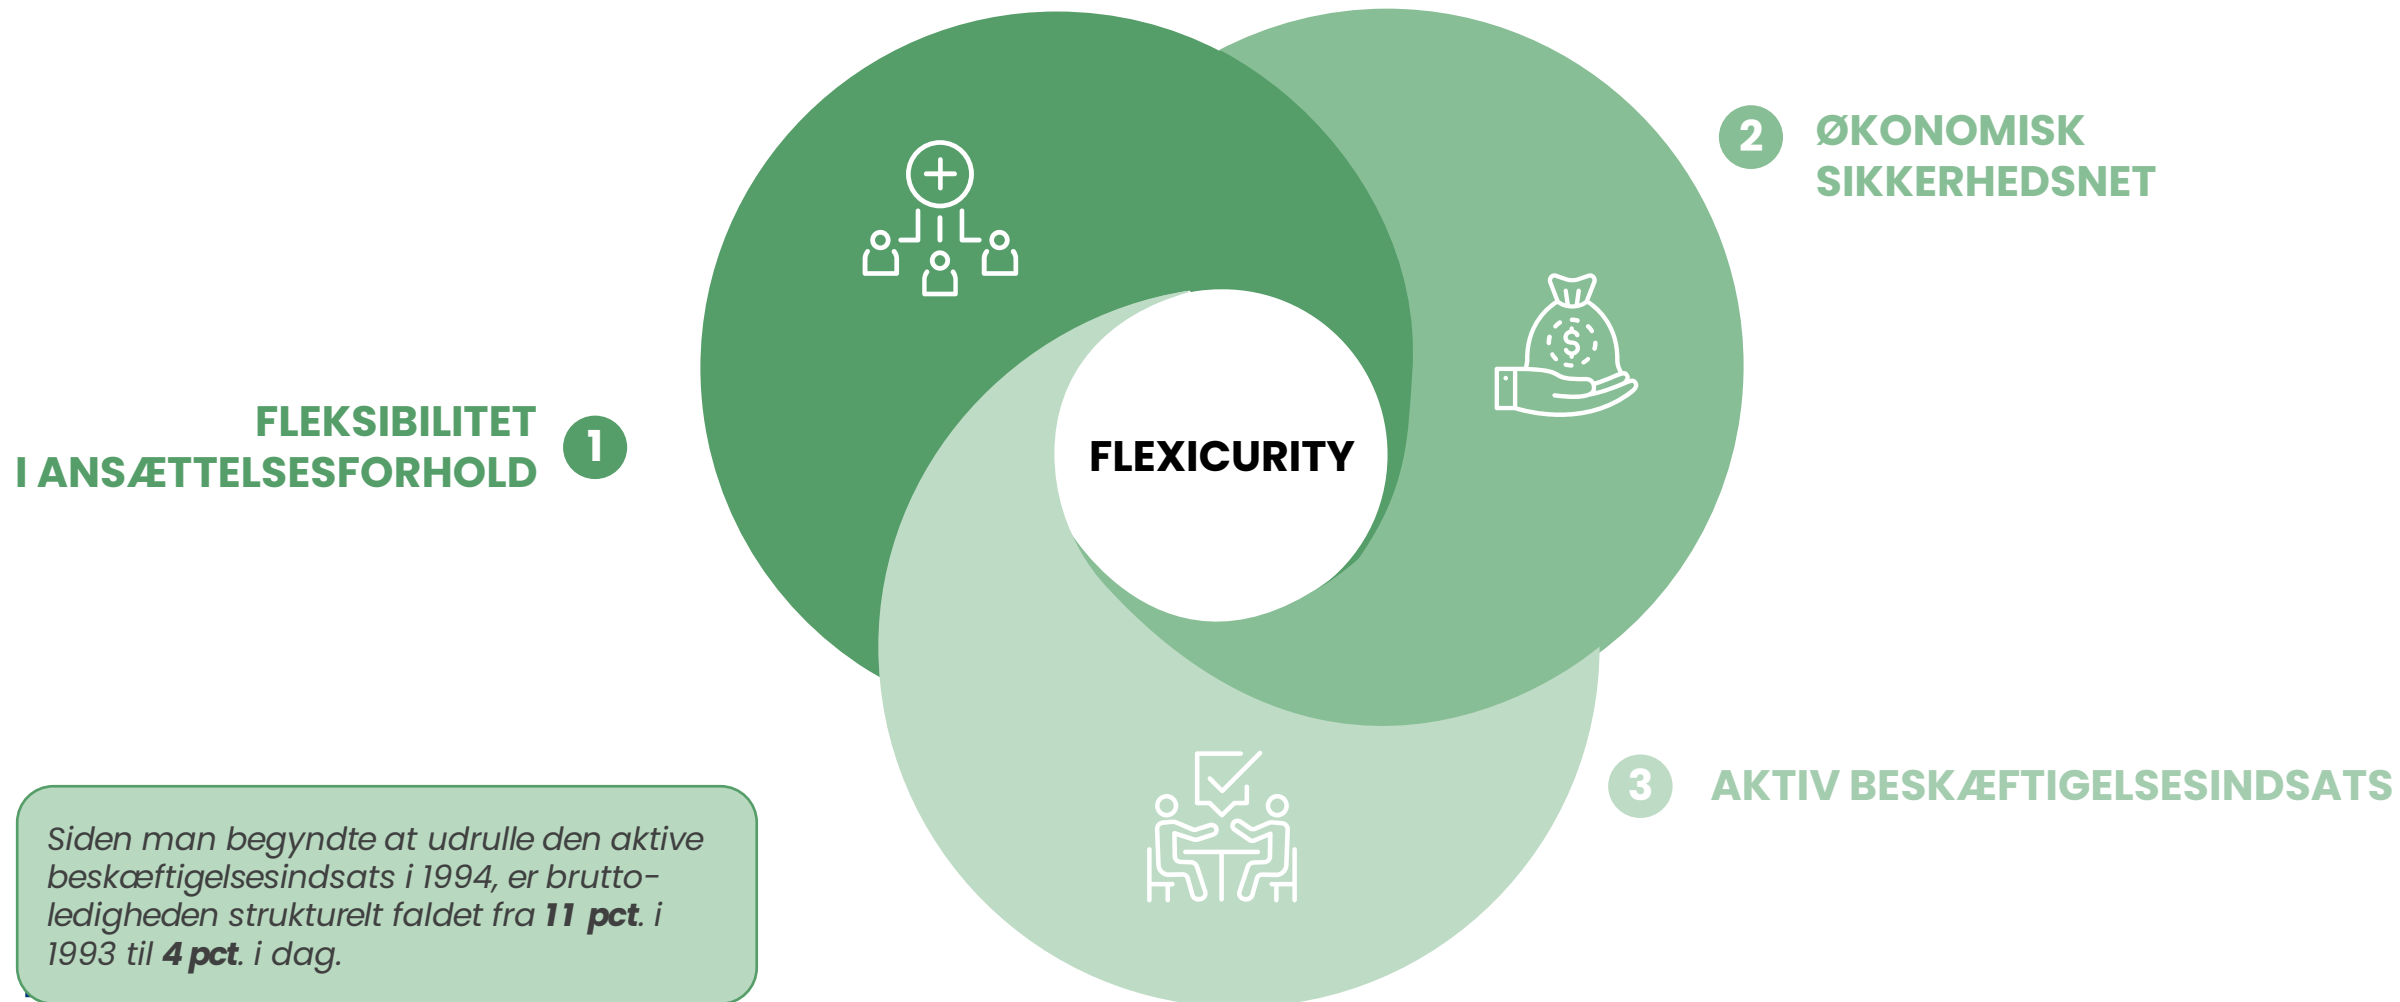 FLEKSIBILITET
I ANSÆTTELSESFORHOLD
1
2
ØKONOMISK
SIKKERHEDSNET
$
FLEXICURITY
3
AKTIV BESKÆFTIGELSESINDSATS
Siden man begyndte at udrulle den aktive
beskæftigelsesindsats i 1994, er brutto-
ledigheden strukturelt faldet fra 11 pct. i
1993 til 4 pct. i dag.